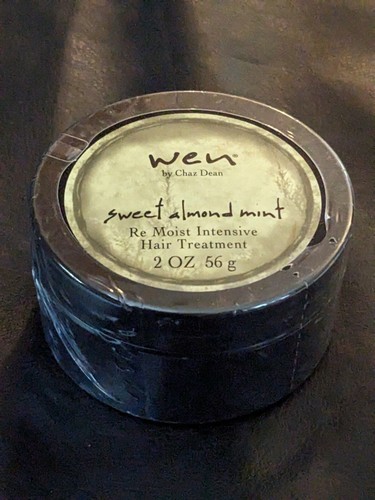 wen
by Chaz Dean
sweet almond mint
Re Moist Intensive
Hair Treatment
2 OZ 56 g